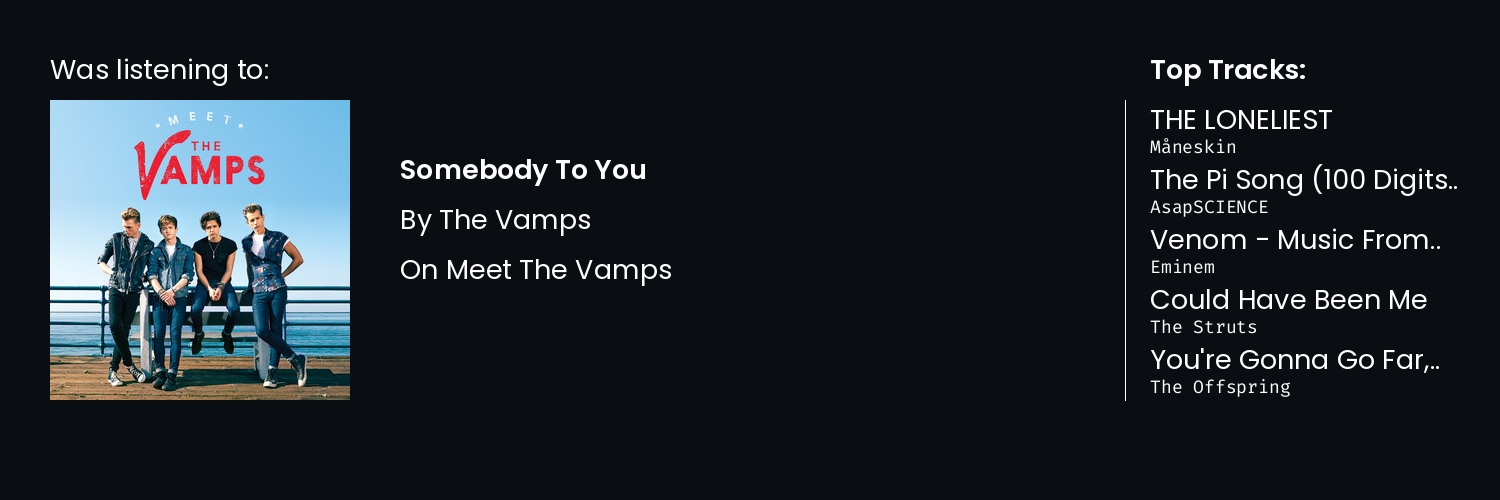 Was listening to:
* MEET *
THE
VAMPS
Somebody To You
By The Vamps
On Meet The Vamps
Top Tracks:
THE LONELIEST
Måneskin
The Pi Song (100 Digits..
AsapSCIENCE
Venom - Music From..
Eminem
Could Have Been Me
The Struts
You're Gonna Go Far,..
The Offspring